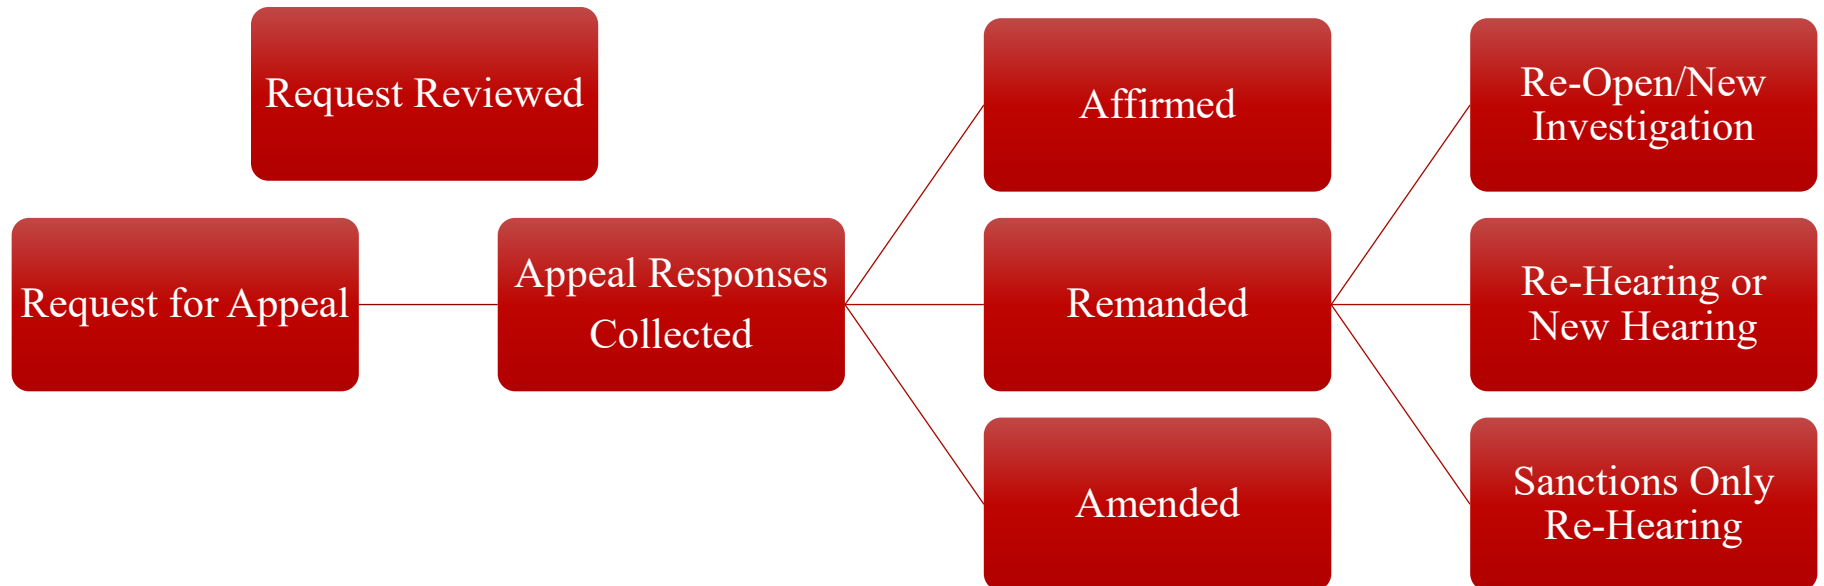 Request Reviewed
Request for Appeal
Appeal Responses
Collected
Affirmed
Remanded
Amended
Re-Open/New
Investigation
Re-Hearing or
New Hearing
Sanctions Only
Re-Hearing